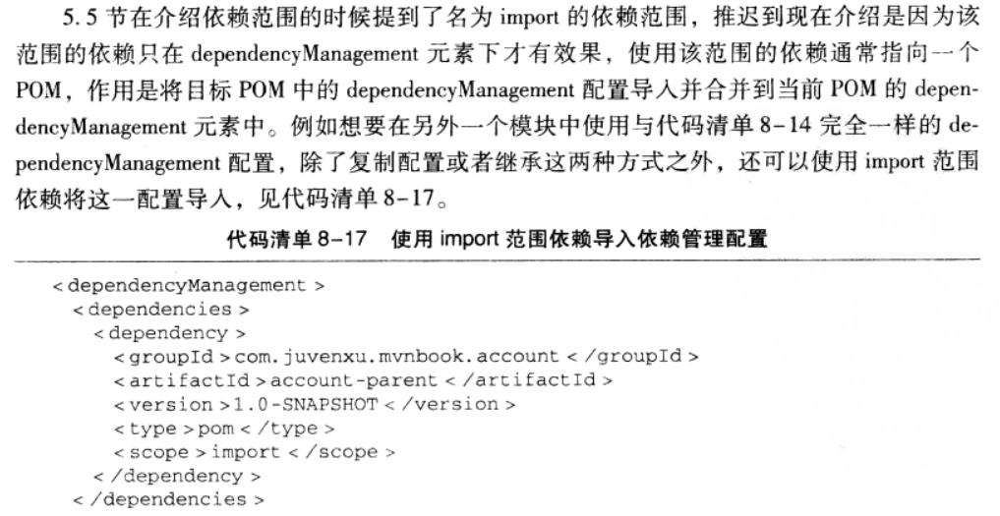 5.5 节在介绍依赖范围的时候提到了名为 import 的依赖范围，推迟到现在介绍是因为该
范围的依赖只在 dependencyManagement 元素下才有效果，使用该范围的依赖通常指向一个
POM，作用是将目标 POM 中的 dependencyManagement 配置导入并合并到当前 POM 的 depen-
dencyManagement 元素中。例如想要在另外一个模块中使用与代码清单 8-14 完全一样的 de-
pendencyManagement 配置，除了复制配置或者继承这两种方式之外，还可以使用 import 范围
依赖将这一配置导入，见代码清单 8-17。
代码清单 8-17 使用 import 范围依赖导入依赖管理配置
<dependencyManagement >
<dependencies >
<dependency >
<groupId >com.juvenxu.mvnbook.account </groupId >
<artifactId >account-parent </artifactId >
<version >1.0-SNAPSHOT </version >
<type >pom </type >
<scope >import </scope >
</dependency >
</dependencies >